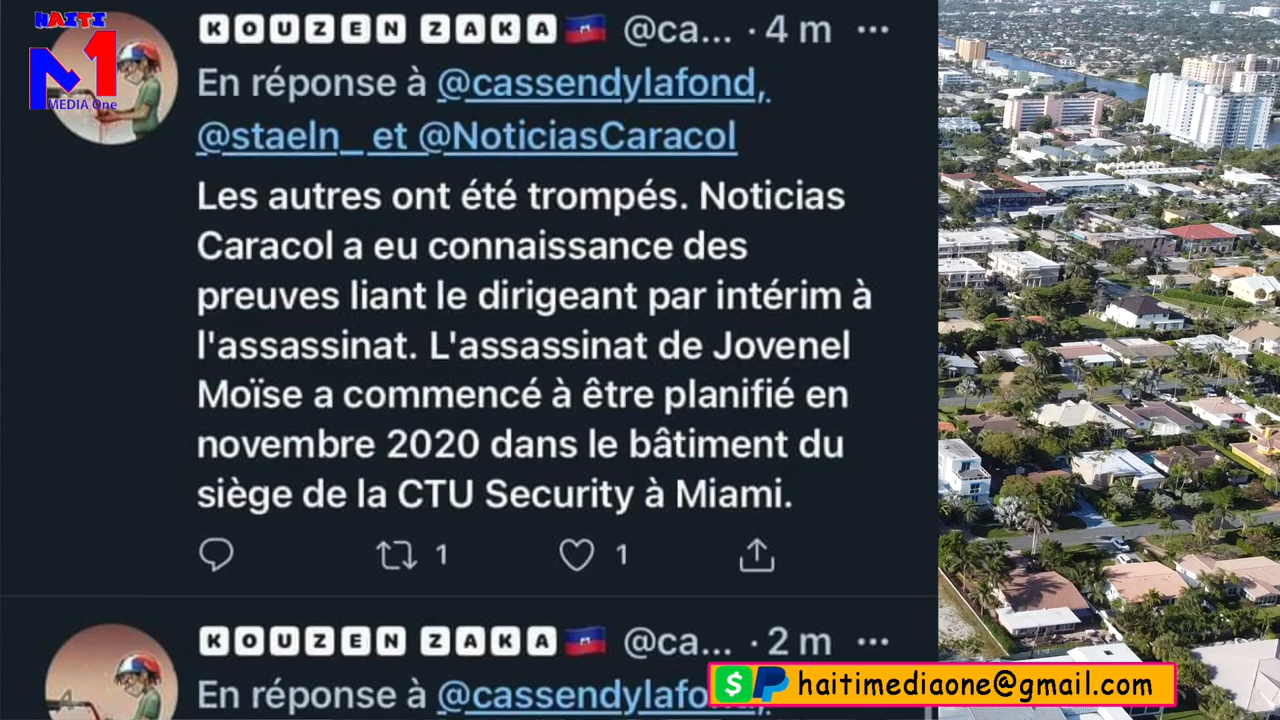 HAITI
M1
MEDIA One
KOUZEN ZAKA🇭🇹 @ca... · 4 m ···
En réponse à @cassendylafond,
@staeln_ et @NoticiasCaracol
Les autres ont été trompés. Noticias
Caracol a eu connaissance des
preuves liant le dirigeant par intérim à
l'assassinat. L'assassinat de Jovenel
Moïse a commencé à être planifié en
novembre 2020 dans le bâtiment du
siège de la CTU Security à Miami.
1 1
KOUZEN ZAKA🇭🇹 @ca... · 2 m ···
En réponse à @cassendylafond,
$ haitimediaone@gmail.com